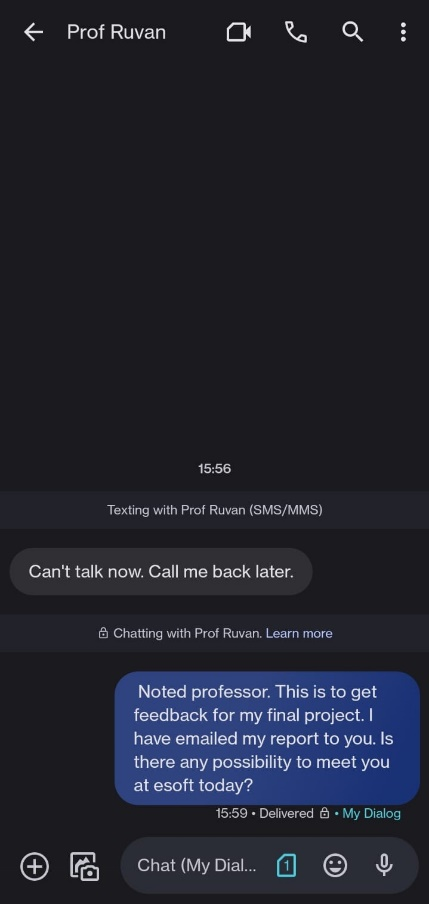 Prof Ruvan
15:56
Texting with Prof Ruvan (SMS/MMS)
Can't talk now. Call me back later.
Chatting with Prof Ruvan. Learn more
Noted professor. This is to get
feedback for my final project. I
have emailed my report to you. Is
there any possibility to meet you
at esoft today?
15:59 • Delivered • My Dialog
Chat (My Dial... 1